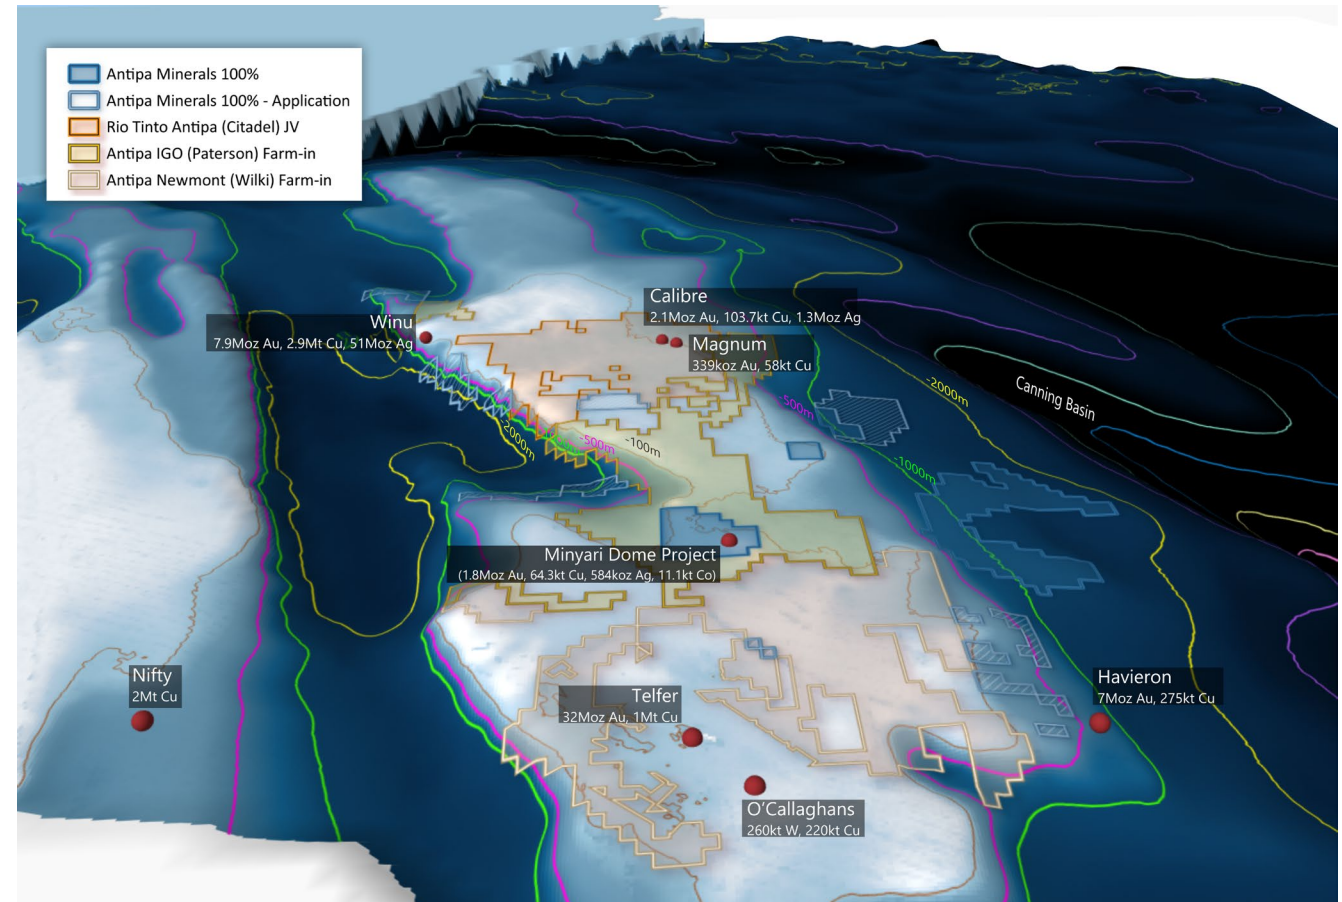 Antipa Minerals 100%
Antipa Minerals 100% - Application
Rio Tinto Antipa (Citadel) JV
Antipa IGO (Paterson) Farm-in
Antipa Newmont (Wilki) Farm-in
Calibre
2.1Moz Au, 103.7kt Cu, 1.3Moz Ag
Winu
7.9Moz Au, 2.9Mt Cu, 51Moz Ag
Magnum
339koz Au, 58kt Cu
Canning Basin
-2000m
-500m
-2000m
-500m
-100m
-1000m
Minyari Dome Project
(1.8Moz Au, 64.3kt Cu, 584koz Ag, 11.1kt Co)
Nifty
2Mt Cu
Telfer
32Moz Au, 1Mt Cu
Havieron
7Moz Au, 275kt Cu
O'Callaghans
260kt W, 220kt Cu